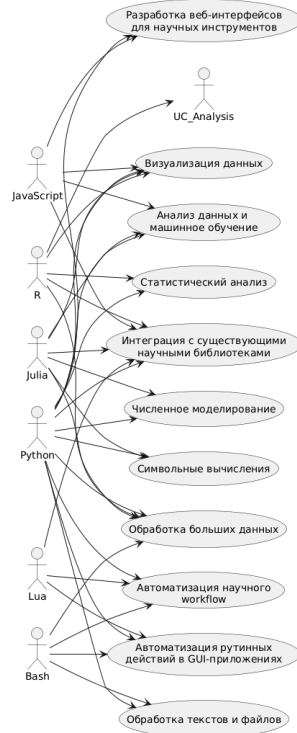 Разработка веб-интерфейсов
для научных инструментов
UC_Analysis
JavaScript
Визуализация данных
Анализ данных и
машинное обучение
R
Статистический анализ
Julia
Интеграция с существующими
научными библиотеками
Численное моделирование
Python
Символьные вычисления
Обработка больших данных
Lua
Автоматизация научного
workflow
Bash
Автоматизация рутинных
действий в GUI-приложениях
Обработка текстов и файлов